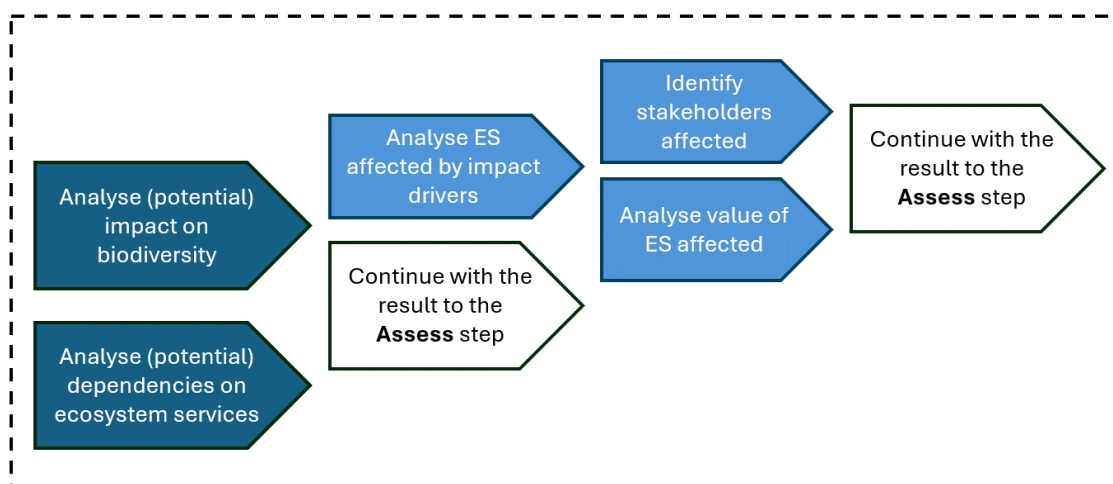 Analyse (potential)
impact on
biodiversity
Analyse (potential)
dependencies on
ecosystem services
Analyse ES
affected by impact
drivers
Continue with the
result to the
Assess step
Identify
stakeholders
affected
Analyse value of
ES affected
Continue with the
result to the
Assess step